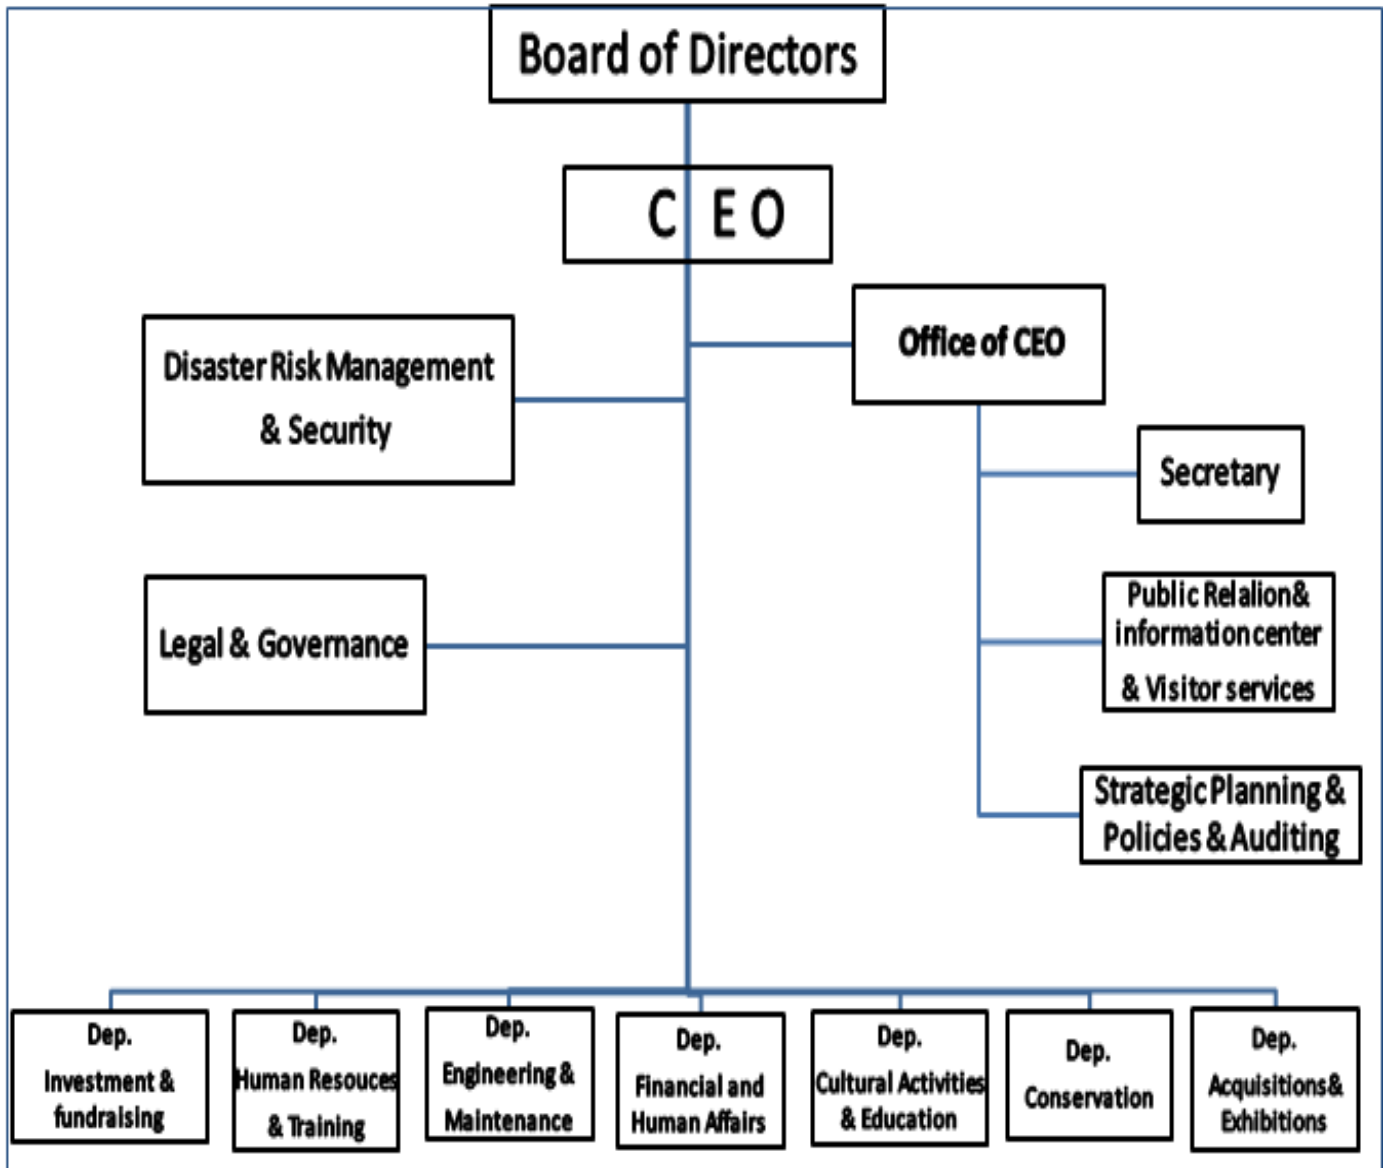 Board of Directors
C E O
Office of CEO
Disaster Risk Management
& Security
Secretary
Legal & Governance
Public Relalion&
information center
& Visitor services
Strategic Planning &
Policies & Auditing
Dep.
Investment &
fundraising
Dep.
Human Resouces
& Training
Dep.
Engineering &
Maintenance
Dep.
Financial and
Human Affairs
Dep.
Cultural Activities
& Education
Dep.
Conservation
Dep.
Acquisitions&
Exhibitions